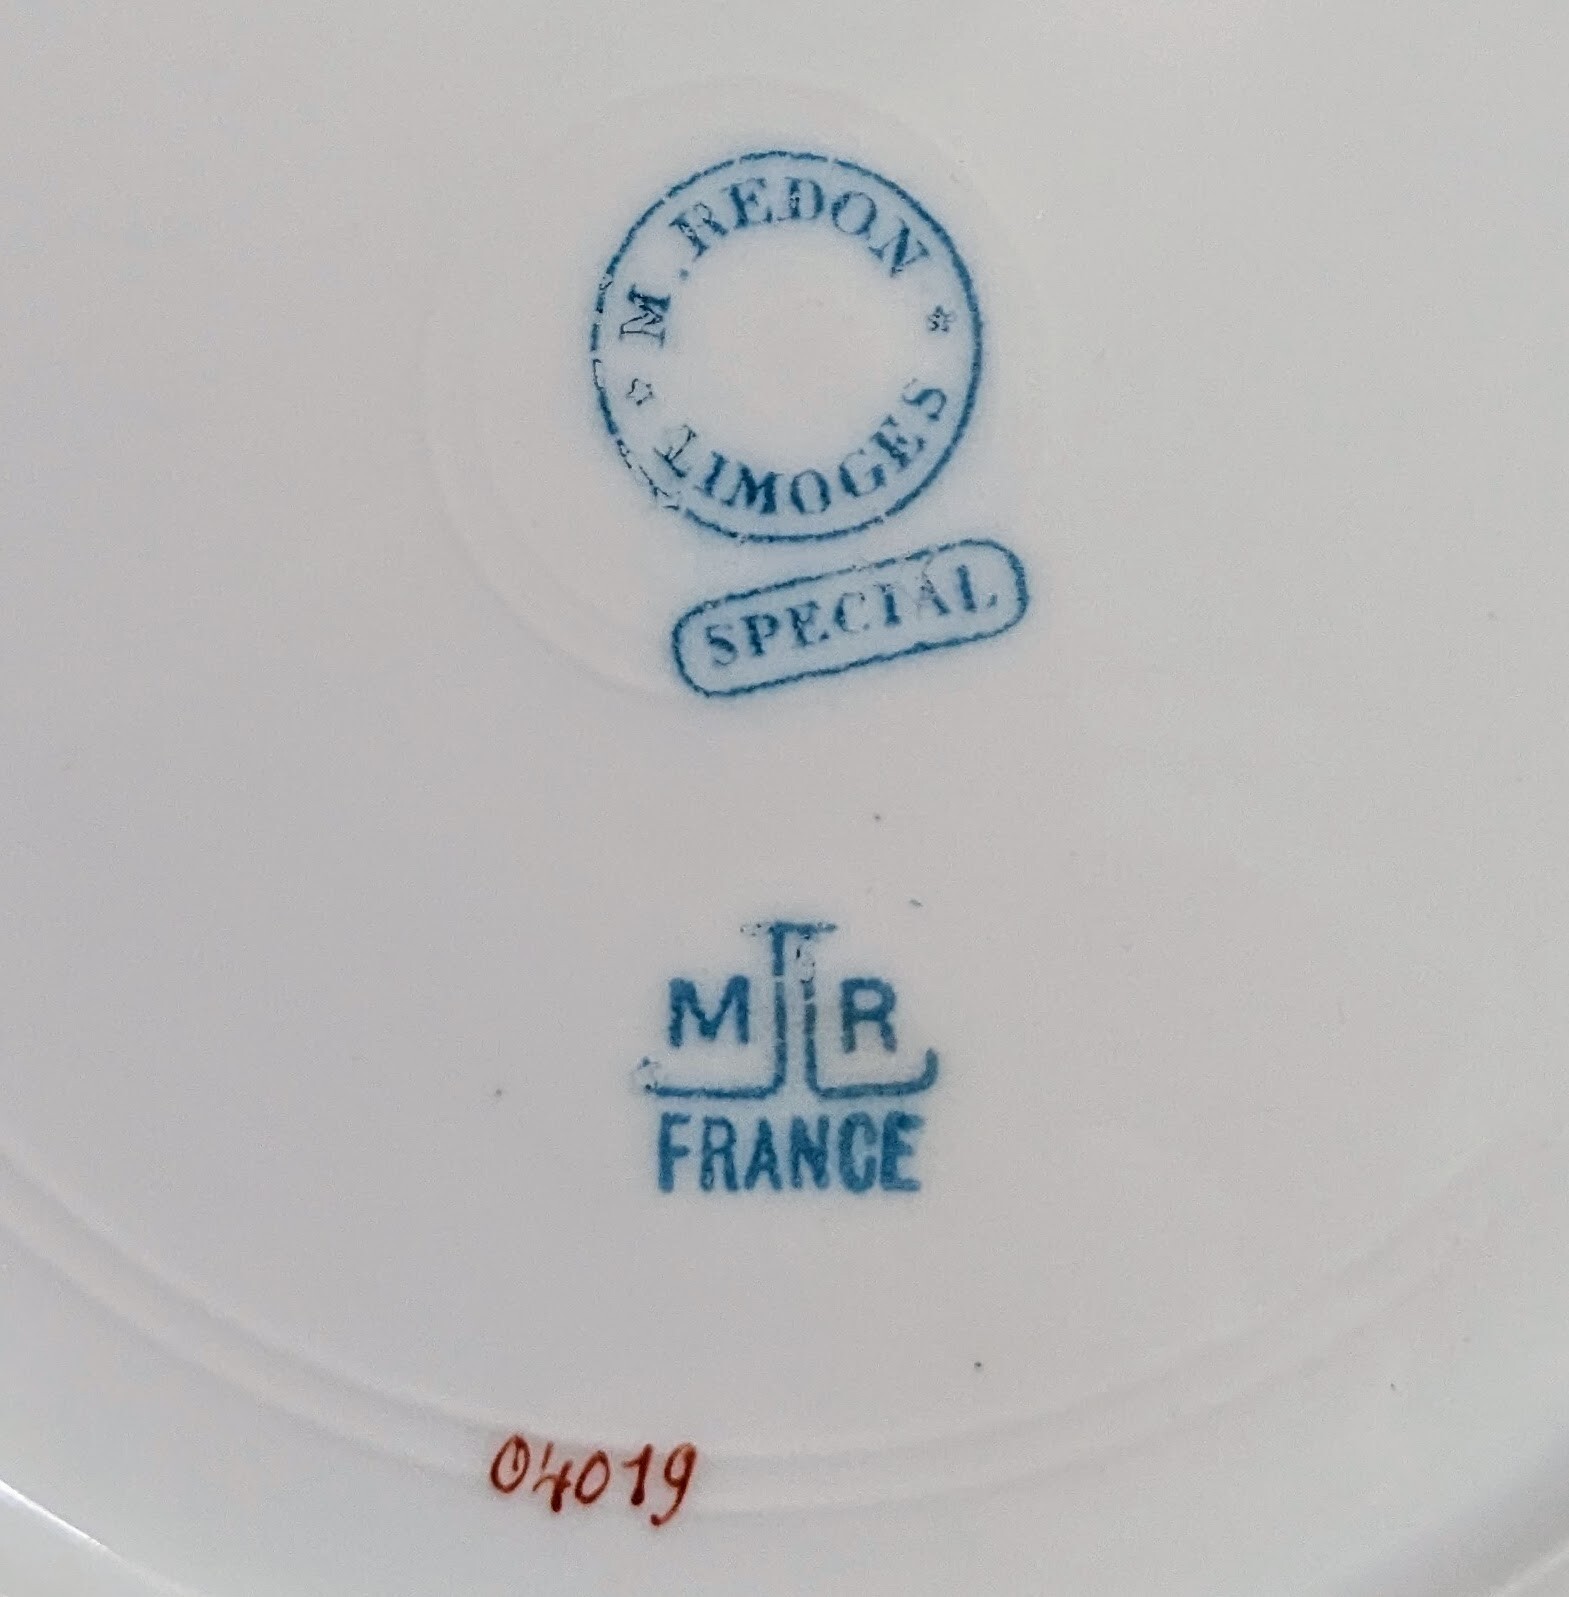 M. REDON
LIMOGES
SPECIAL
M L R
FRANCE
04019